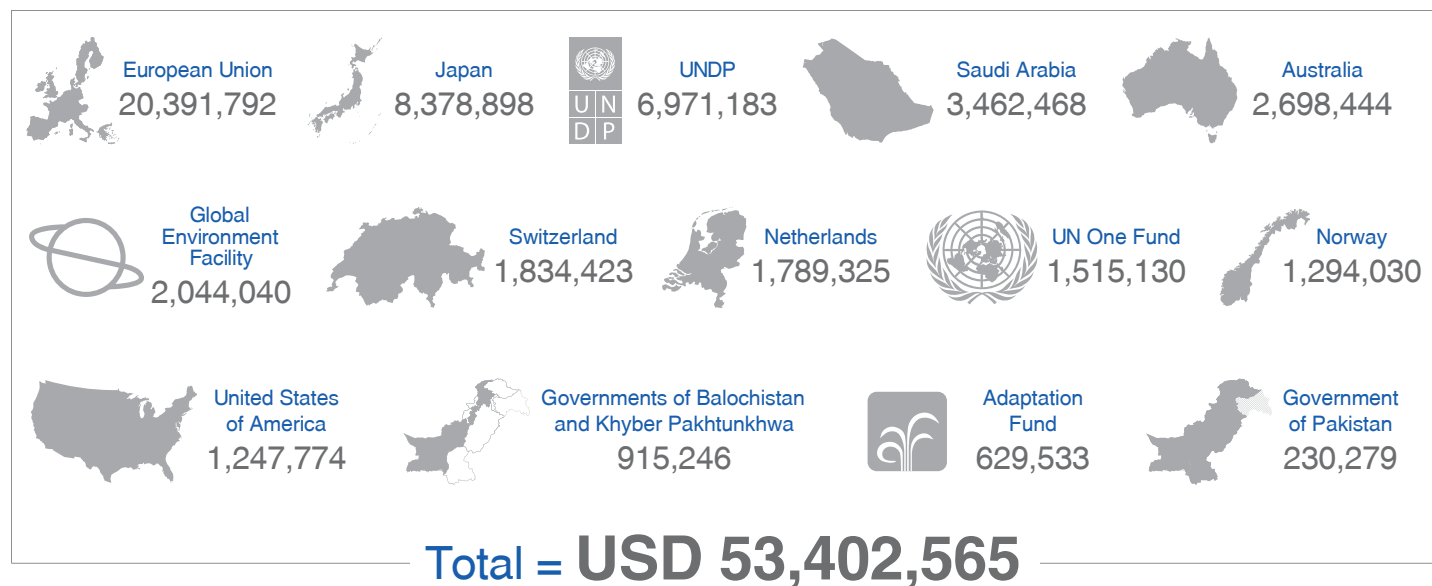 European Union
20,391,792
Japan
8,378,898
UN
DP
UNDP
6,971,183
Saudi Arabia
3,462,468
Australia
2,698,444
Global
Environment
Facility
2,044,040
Switzerland
1,834,423
Netherlands
1,789,325
UN One Fund
1,515,130
Norway
1,294,030
United States
of America
1,247,774
Governments of Balochistan
and Khyber Pakhtunkhwa
915,246
Adaptation
Fund
629,533
Government
of Pakistan
230,279
Total = USD 53,402,565